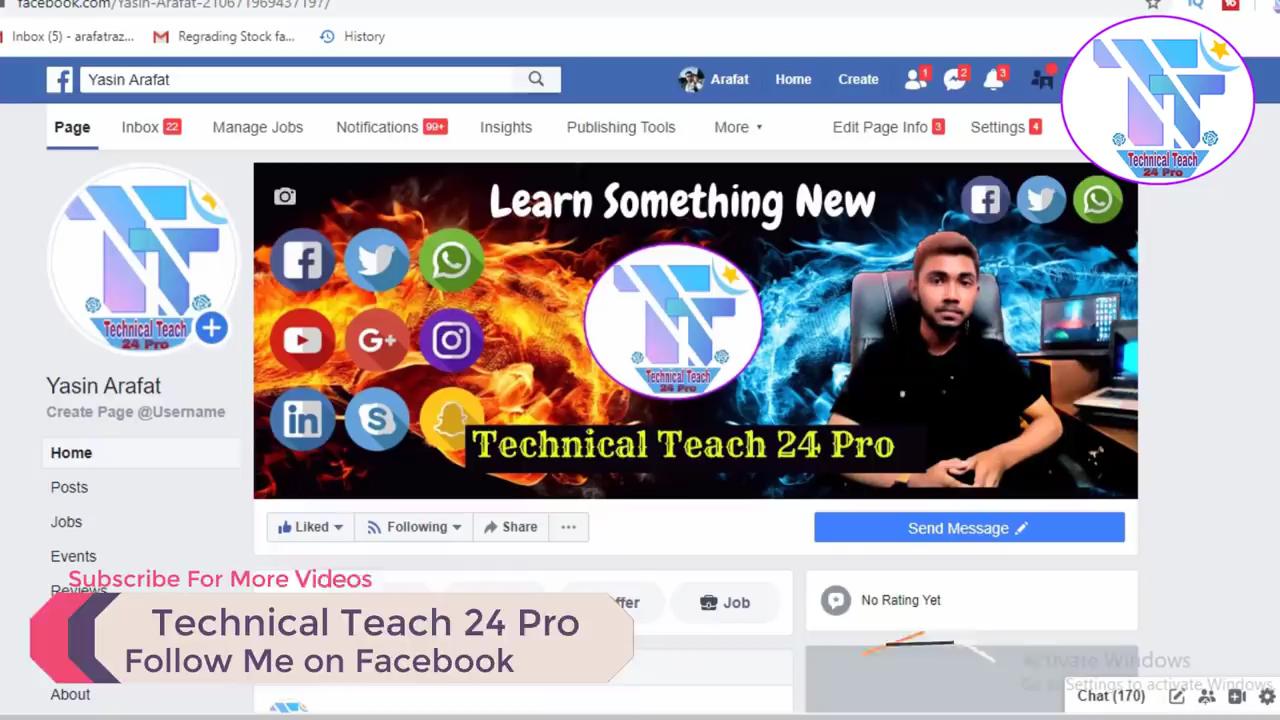 facebook.com/Yasin-Arafat-210671969437197/
Inbox (5) - arafatraz...
Regrading Stock fa...
History
Yasin Arafat
Arafat
Home
Create
1
2
3
Page
Inbox 22
Manage Jobs
Notifications 99+
Insights
Publishing Tools
More
Edit Page Info 3
Settings 4
Technical Teach
24 Pro
Learn Something New
Technical Teach
24 Pro
Technical Teach
24 Pro
Technical Teach 24 Pro
Yasin Arafat
Create Page @Username
Home
Posts
Jobs
Events
Reviews
About
Liked
Following
Share
Send Message
Job
No Rating Yet
Subscribe For More Videos
Technical Teach 24 Pro
Follow Me on Facebook
Activate Windows
Settings to activate Windows.
Chat (170)